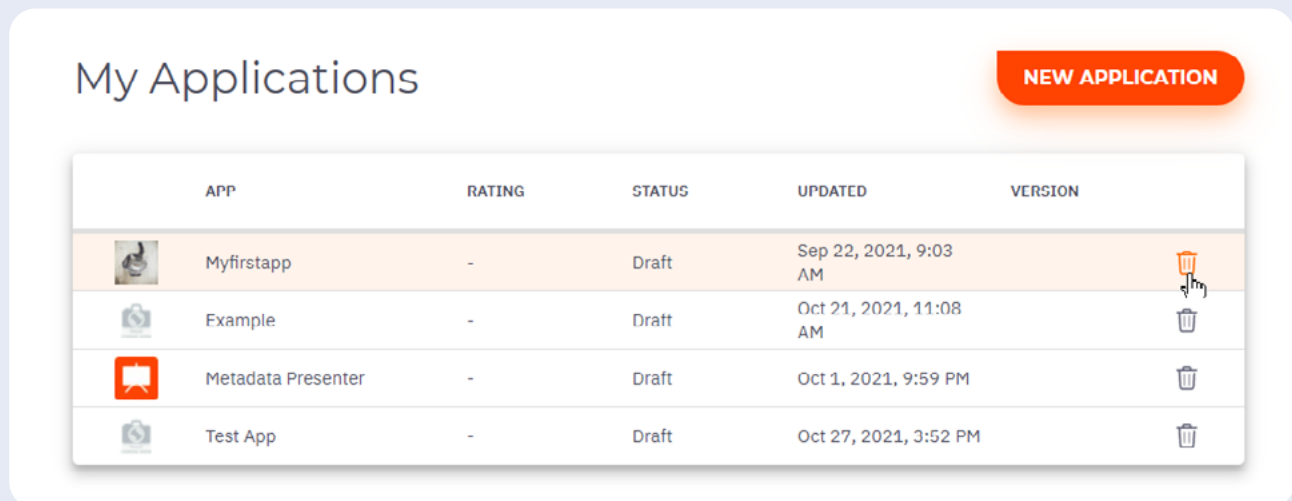 My Applications
NEW APPLICATION
APP RATING STATUS UPDATED VERSION
Myfirstapp - Draft Sep 22, 2021, 9:03
AM
Example - Draft Oct 21, 2021, 11:08
AM
Metadata Presenter - Draft Oct 1, 2021, 9:59 PM
Test App - Draft Oct 27, 2021, 3:52 PM